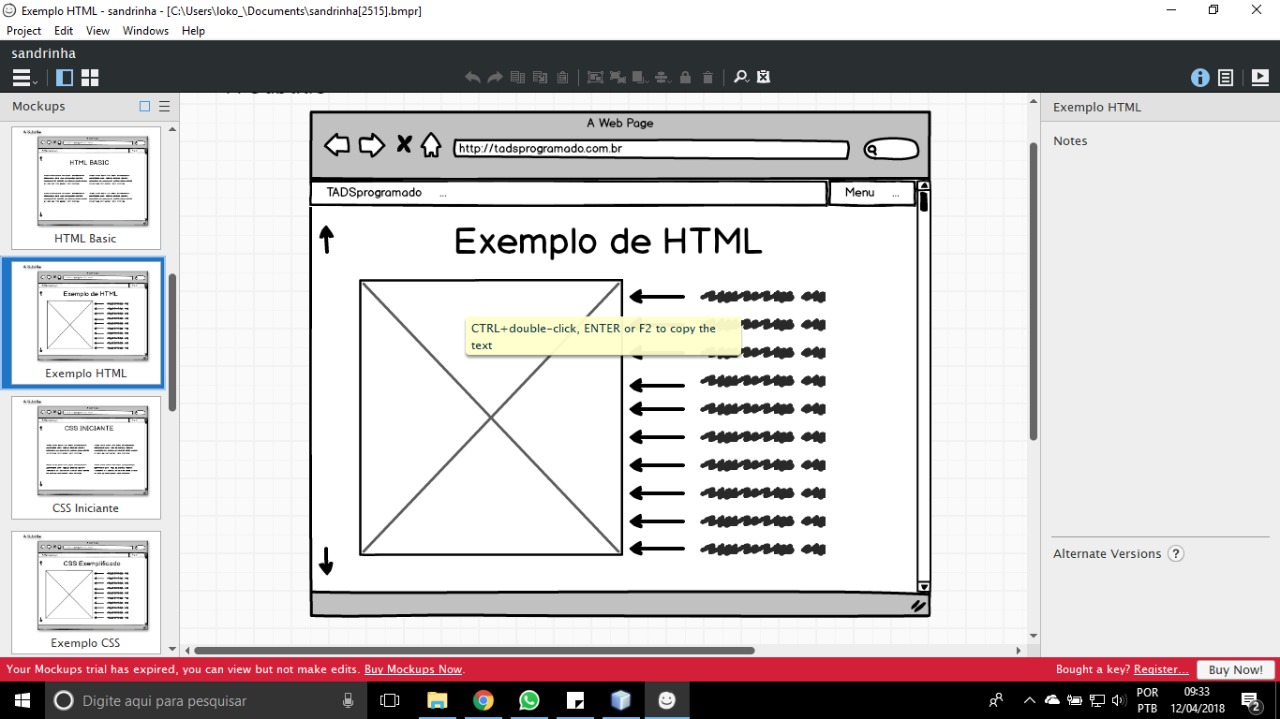 Exemplo HTML - sandrinha - [C:\Users\loko_\Documents\sandrinha[2515].bmpr]
Project Edit View Windows Help
sandrinha
Mockups
HTML BASIC
HTML Basic
Exemplo de HTML
Exemplo HTML
CSS INICIANTE
CSS Iniciante
CSS Exemplificado
Exemplo CSS
A Web Page
http://tadsprogramado.com.br
TADSprogramado ...
Menu ...
Exemplo de HTML
CTRL+double-click, ENTER or F2 to copy the
text
Exemplo HTML
Notes
Alternate Versions ?
Your Mockups trial has expired, you can view but not make edits. Buy Mockups Now.
Bought a key? Register... Buy Now!
Digite aqui para pesquisar
POR
PTB
09:33
12/04/2018
2